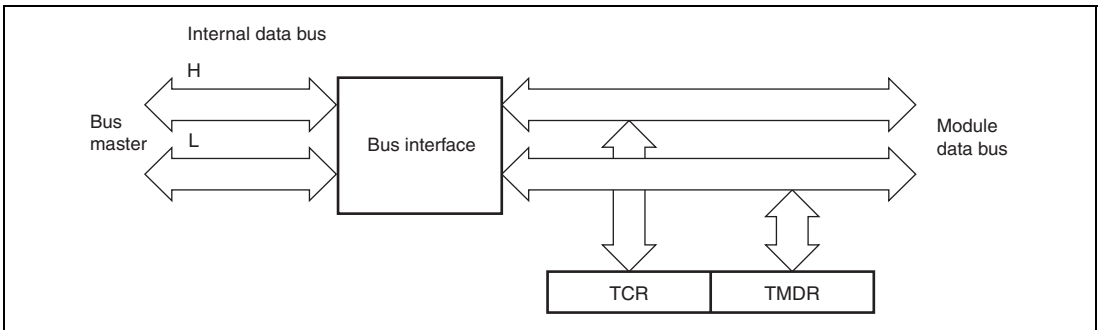 Internal data bus
H
Bus
master
L
Bus interface
Module
data bus
TCR
TMDR